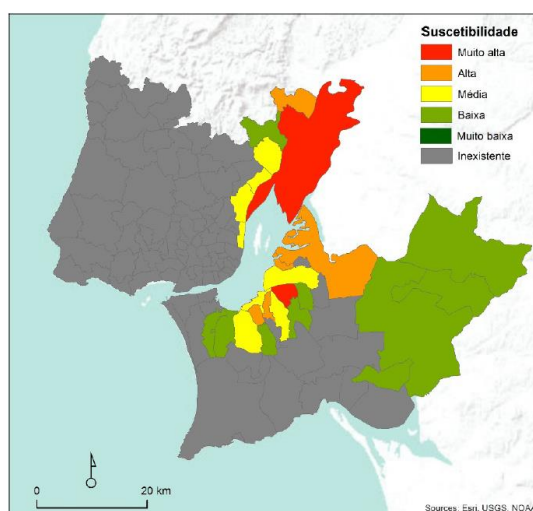 Suscetibilidade
Muito alta
Alta
Média
Baixa
Muito baixa
Inexistente
0 20 km
Sources: Esri, USGS, NOAA